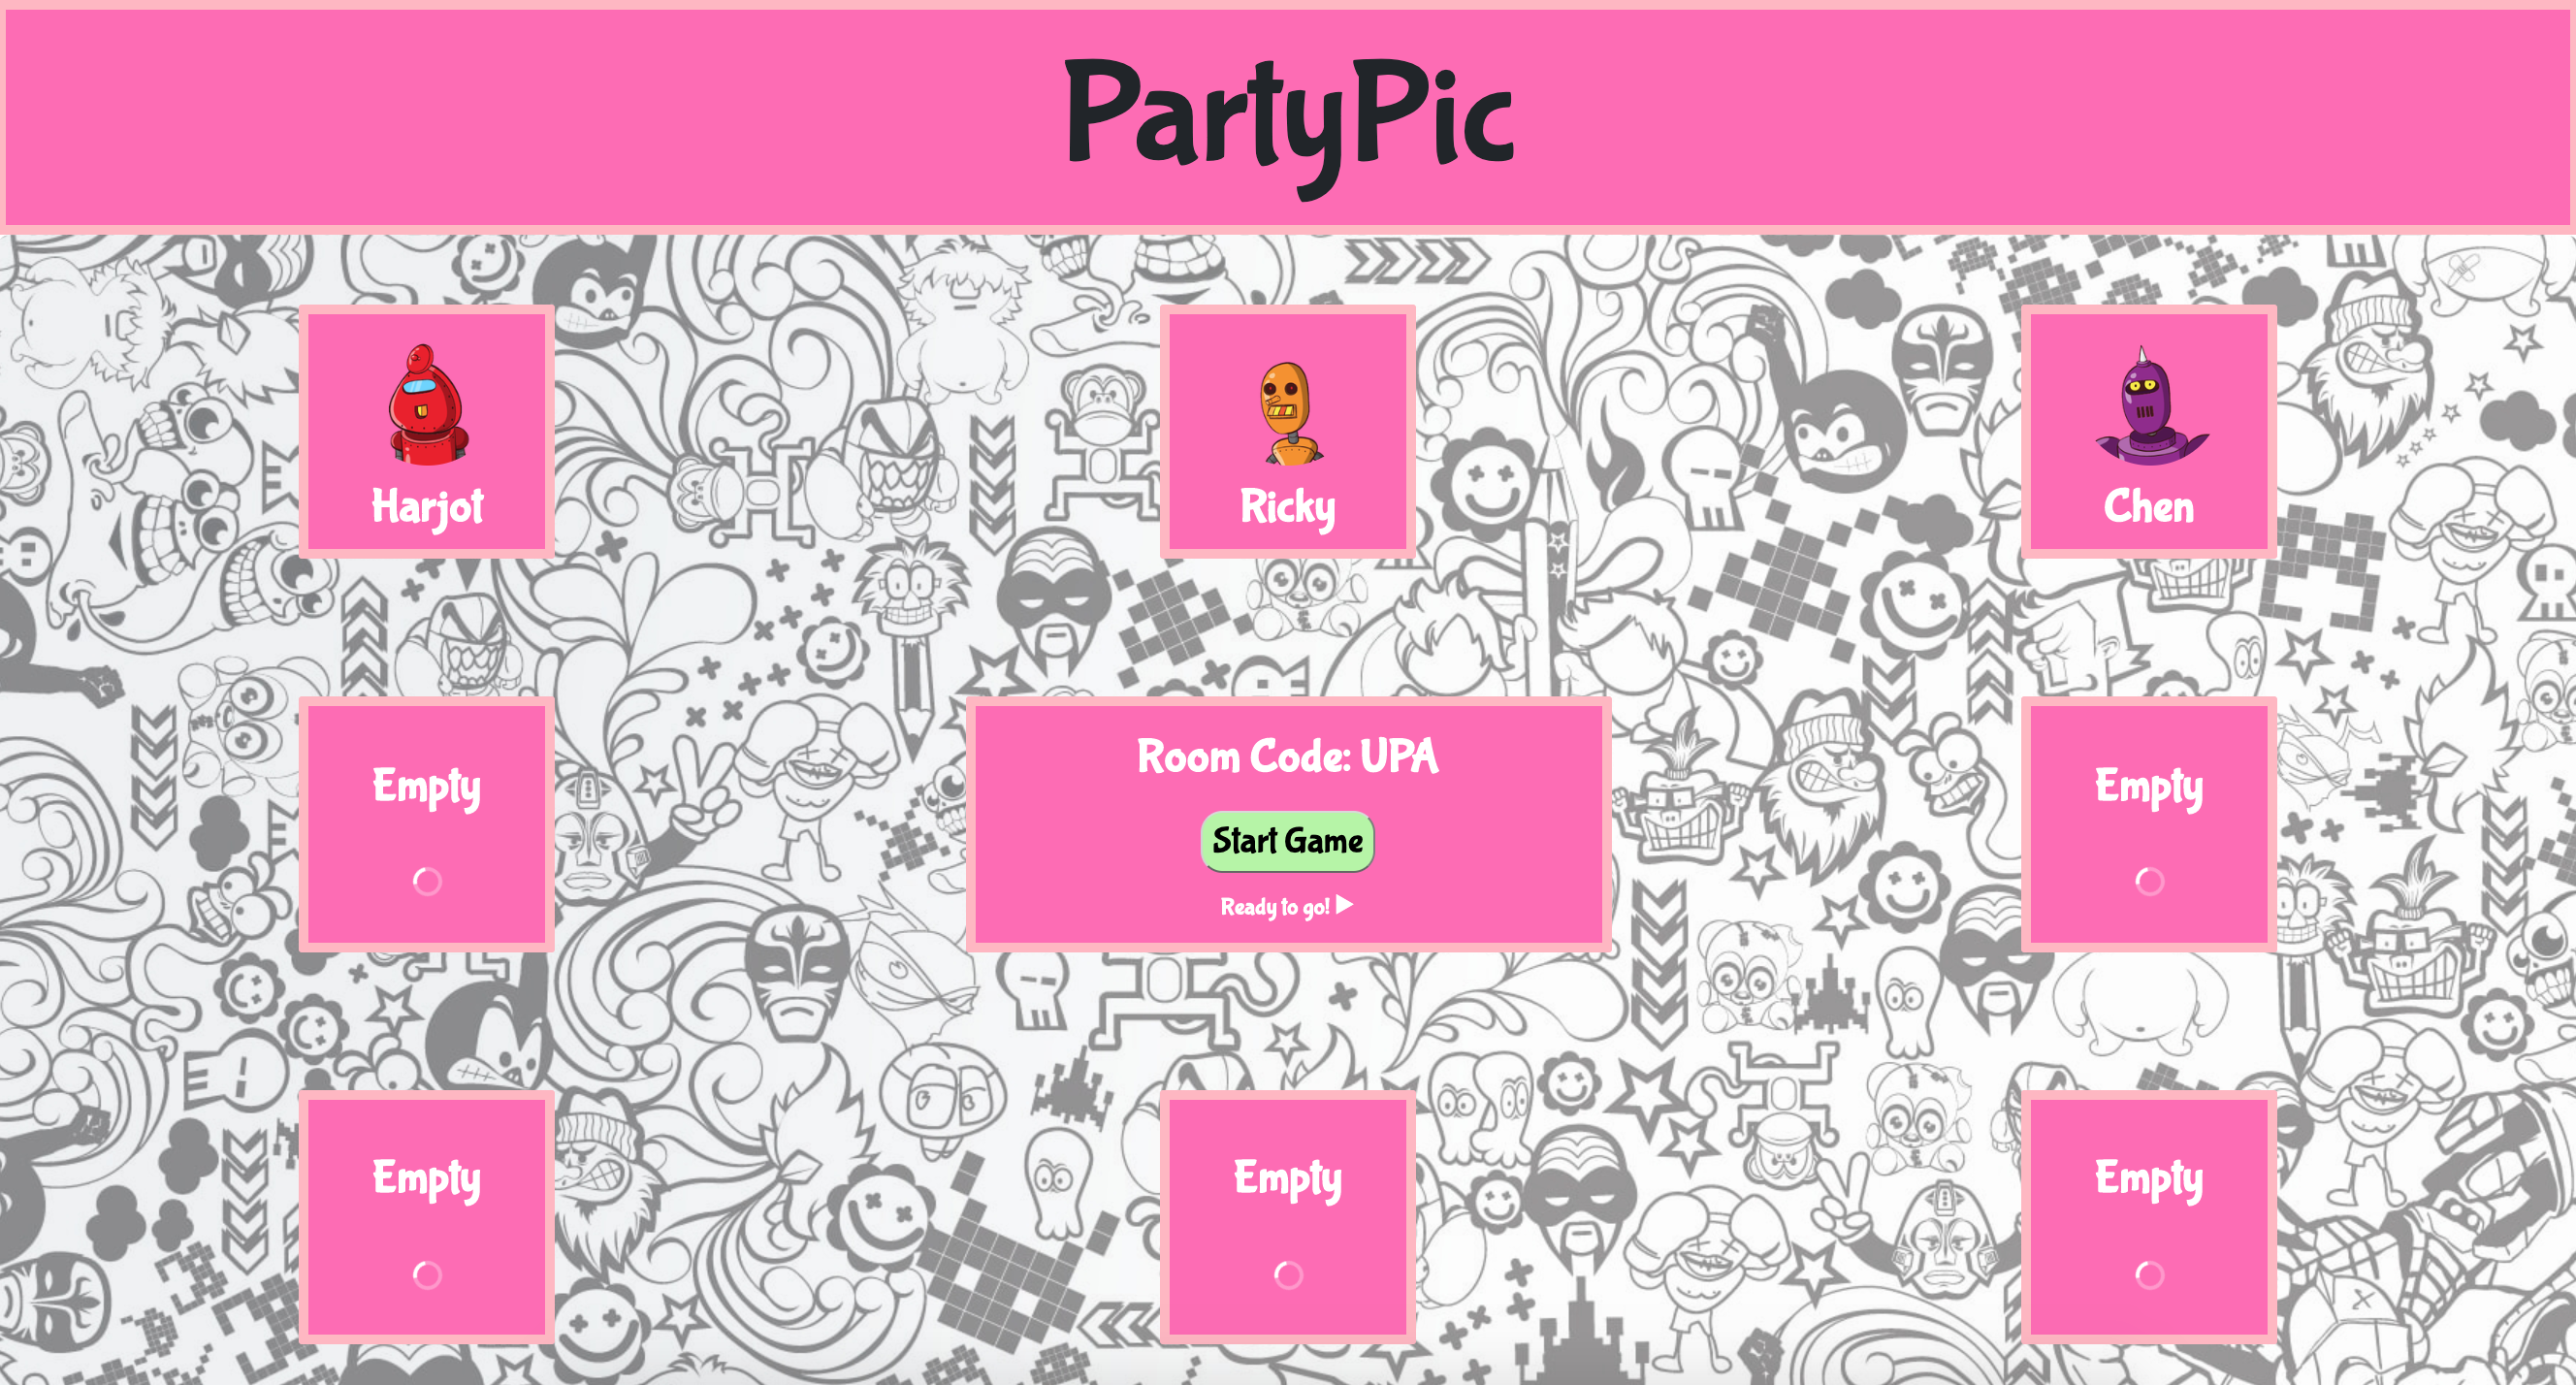 PartyPic
Harjot
Ricky
Chen
Empty
Room Code: UPA
Start Game
Ready to go!
Empty
Empty
Empty
Empty